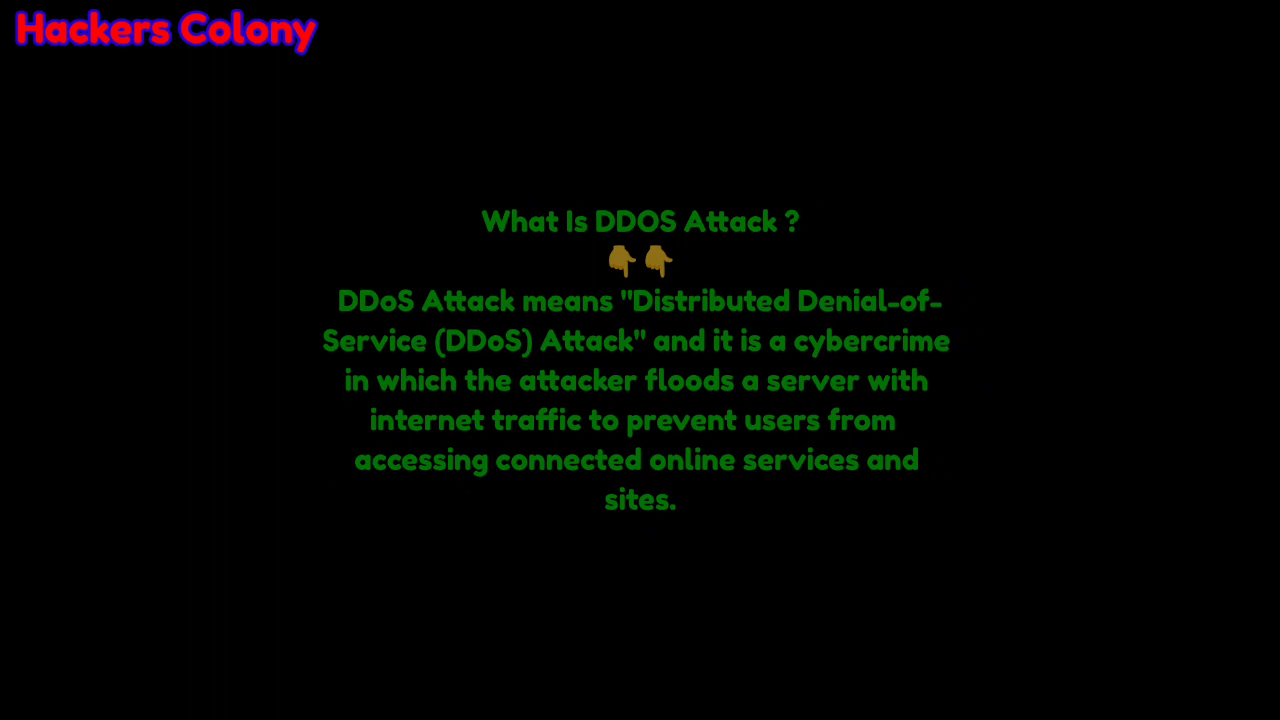 Hackers Colony
What Is DDOS Attack ?
👇👇
DDoS Attack means "Distributed Denial-of-
Service (DDoS) Attack" and it is a cybercrime
in which the attacker floods a server with
internet traffic to prevent users from
accessing connected online services and
sites.